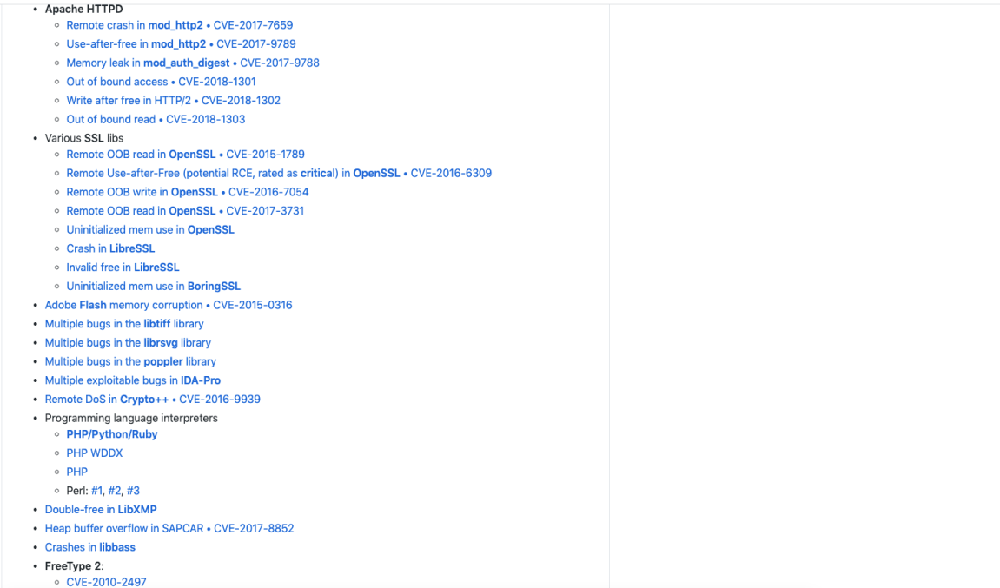 • Apache HTTPD
◦ Remote crash in mod_http2 • CVE-2017-7659
◦ Use-after-free in mod_http2 • CVE-2017-9789
◦ Memory leak in mod_auth_digest • CVE-2017-9788
◦ Out of bound access • CVE-2018-1301
◦ Write after free in HTTP/2 • CVE-2018-1302
◦ Out of bound read • CVE-2018-1303
• Various SSL libs
◦ Remote OOB read in OpenSSL • CVE-2015-1789
◦ Remote Use-after-Free (potential RCE, rated as critical) in OpenSSL • CVE-2016-6309
◦ Remote OOB write in OpenSSL • CVE-2016-7054
◦ Remote OOB read in OpenSSL • CVE-2017-3731
◦ Uninitialized mem use in OpenSSL
◦ Crash in LibreSSL
◦ Invalid free in LibreSSL
◦ Uninitialized mem use in BoringSSL
• Adobe Flash memory corruption • CVE-2015-0316
• Multiple bugs in the libtiff library
• Multiple bugs in the librsvg library
• Multiple bugs in the poppler library
• Multiple exploitable bugs in IDA-Pro
• Remote DoS in Crypto++ • CVE-2016-9939
• Programming language interpreters
◦ PHP/Python/Ruby
◦ PHP WDDX
◦ PHP
◦ Perl: #1, #2, #3
• Double-free in LibXMP
• Heap buffer overflow in SAPCAR • CVE-2017-8852
• Crashes in libbass
• FreeType 2:
◦ CVE-2010-2497